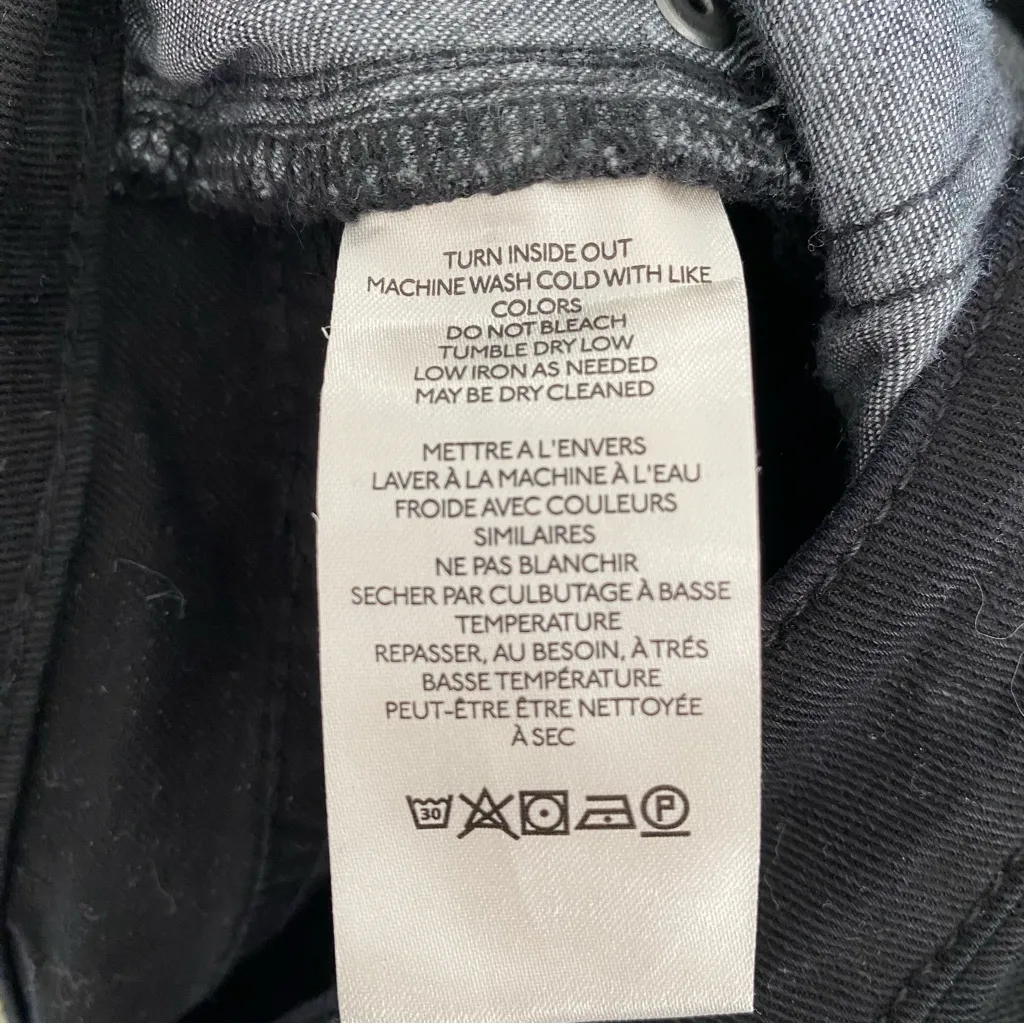 TURN INSIDE OUT
MACHINE WASH COLD WITH LIKE
COLORS
DO NOT BLEACH
TUMBLE DRY LOW
LOW IRON AS NEEDED
MAY BE DRY CLEANED
METTRE A L'ENVERS
LAVER À LA MACHINE À L'EAU
FROIDE AVEC COULEURS
SIMILAIRES
NE PAS BLANCHIR
SECHER PAR CULBUTAGE À BASSE
TEMPERATURE
REPASSER, AU BESOIN, À TRÉS
BASSE TEMPÉRATURE
PEUT-ÊTRE ÊTRE NETTOYÉE
À SEC
30 P